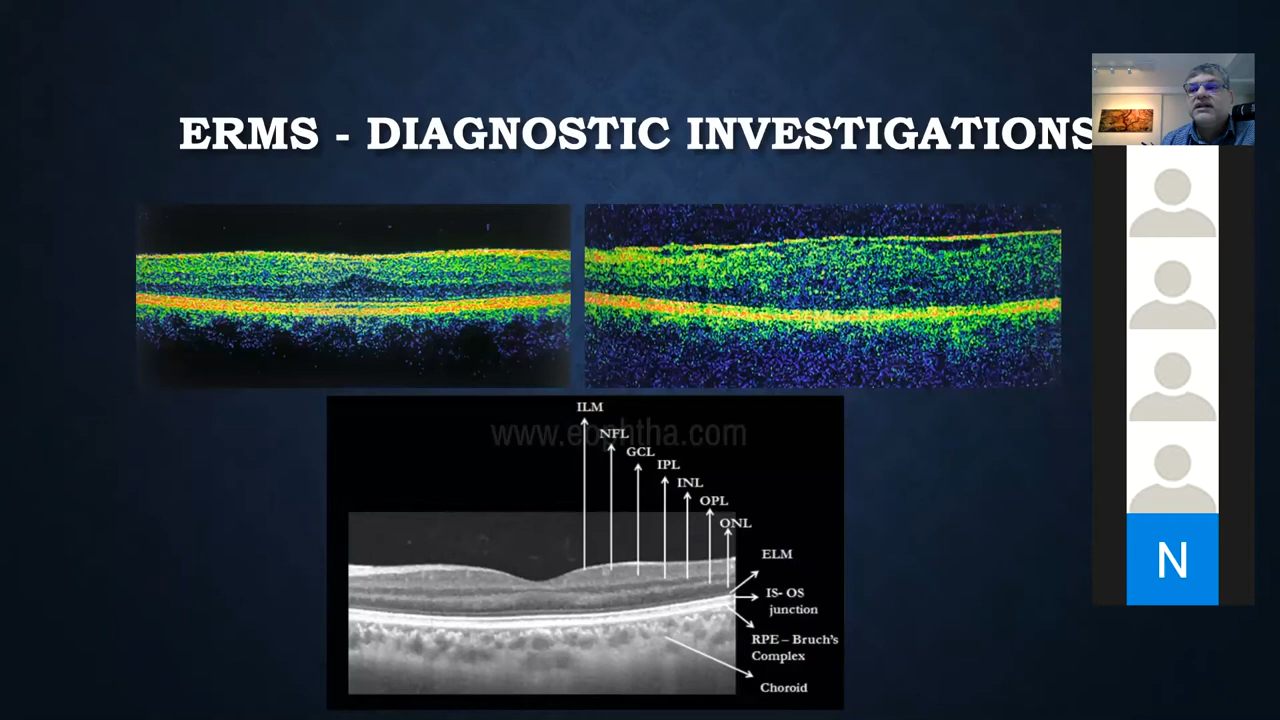 ERMS - DIAGNOSTIC INVESTIGATIONS
ILM
www.eophtha.com
NFL
GCL
IPL
INL
OPL
ONL
ELM
IS- OS
junction
RPE – Bruch's
Complex
Choroid
N